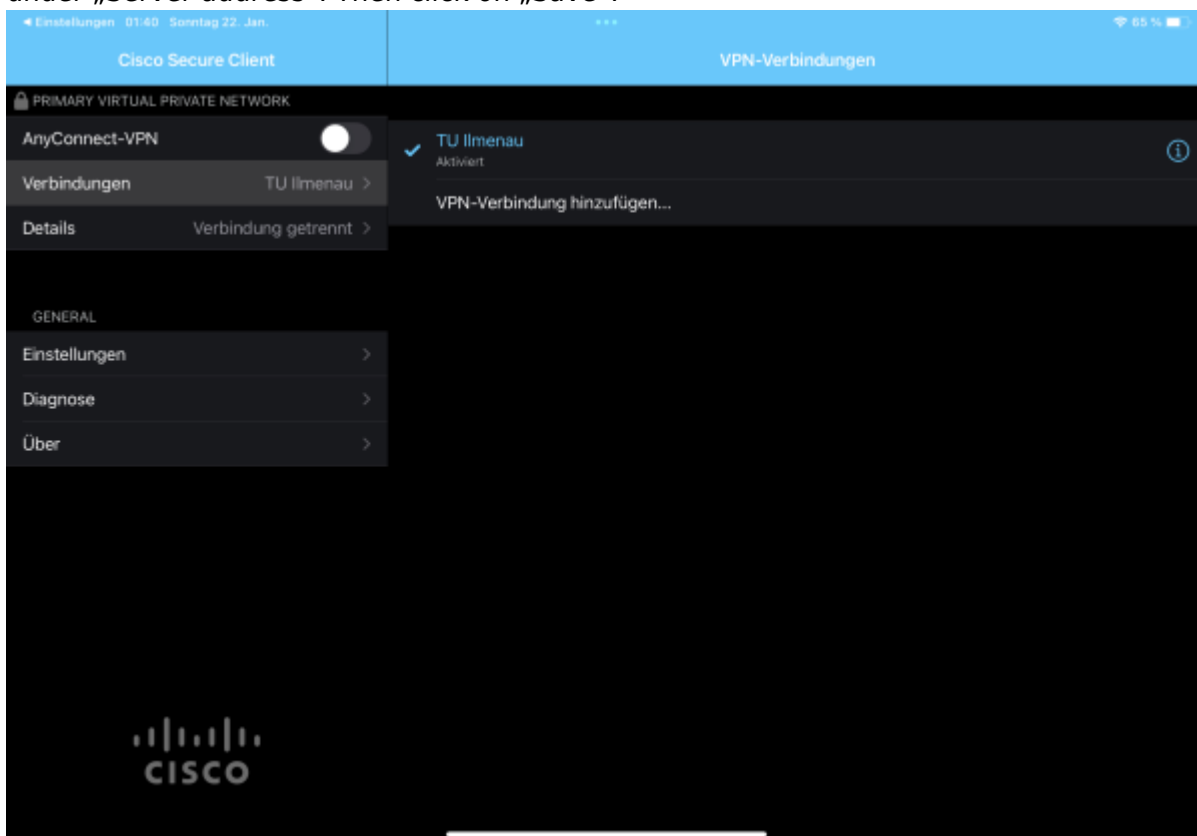 under „Server address“. Then click on „Save“.
Einstellungen 01:40 Sonntag 22. Jan.
65 %
Cisco Secure Client
VPN-Verbindungen
PRIMARY VIRTUAL PRIVATE NETWORK
AnyConnect-VPN
TU Ilmenau
Aktiviert
Verbindungen TU Ilmenau
VPN-Verbindung hinzufügen...
Details Verbindung getrennt
GENERAL
Einstellungen
Diagnose
Über
CISCO